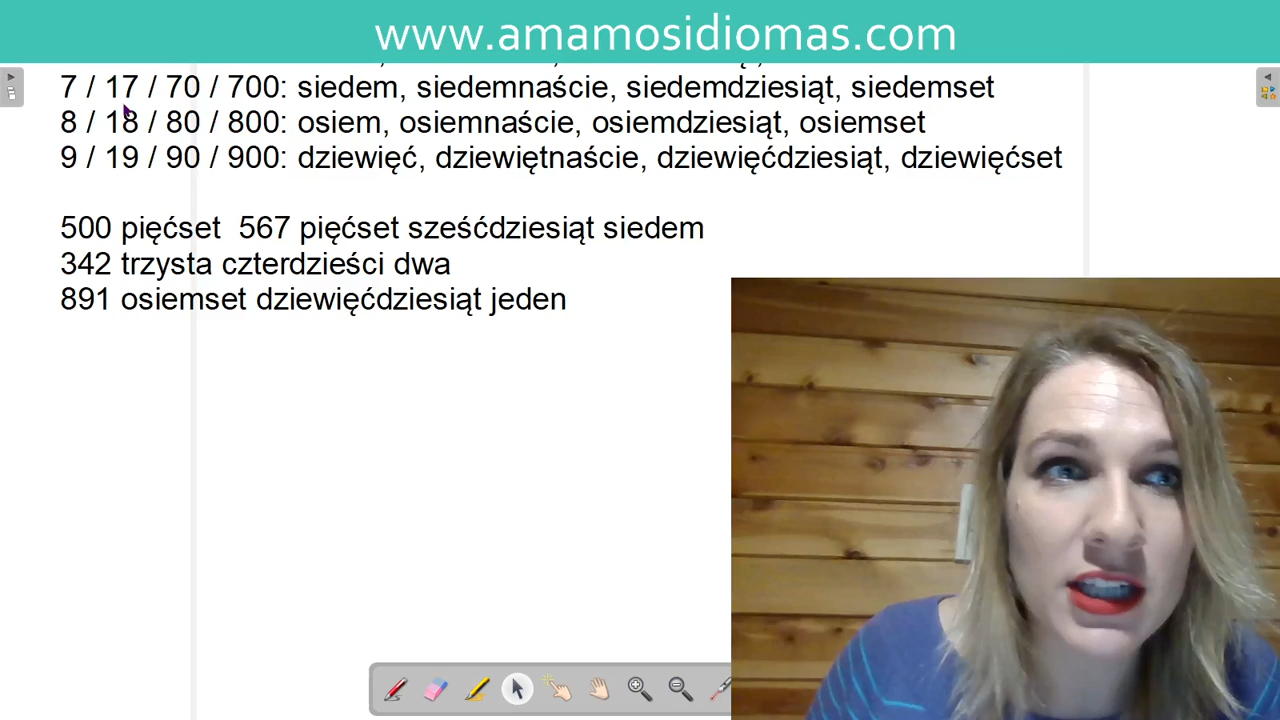 www.amamosidiomas.com
7 / 17 / 70 / 700: siedem, siedemnaście, siedemdziesiąt, siedemset
8 / 18 / 80 / 800: osiem, osiemnaście, osiemdziesiąt, osiemset
9 / 19 / 90 / 900: dziewięć, dziewiętnaście, dziewięćdziesiąt, dziewięćset
500 pięćset 567 pięćset sześćdziesiąt siedem
342 trzysta czterdzieści dwa
891 osiemset dziewięćdziesiąt jeden